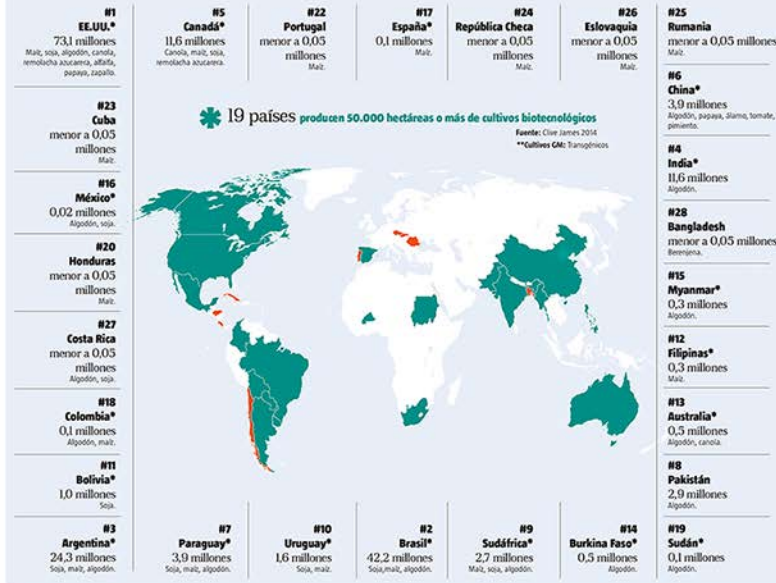 #1
EE.UU.*
73,1 millones
Maíz, soja, algodón, canola,
remolacha azucarera, alfalfa,
papaya, zapallo.
#5
Canadá*
11,6 millones
Canola, maíz, soja,
remolacha azucarera.
#22
Portugal
menor a 0,05
millones
Maíz.
#17
España*
0,1 millones
Maíz.
#24
República Checa
menor a 0,05
millones
Maíz.
#26
Eslovaquia
menor a 0,05
millones
Maíz.
#25
Rumania
menor a 0,05 millones
Maíz.
#23
Cuba
menor a 0,05
millones
Maíz.
#16
México*
0,02 millones
Algodón, soja.
#20
Honduras
menor a 0,05
millones
Maíz.
#27
Costa Rica
menor a 0,05
millones
Algodón, soja.
#18
Colombia*
0,1 millones
Algodón, maíz.
#11
Bolivia*
1,0 millones
Soja.
#3
Argentina*
24,3 millones
Soja, maíz, algodón.
19 países producen 50.000 hectáreas o más de cultivos biotecnológicos
Fuente: Clive James 2014
**Cultivos GM: Transgénicos
#6
China*
3,9 millones
Algodón, papaya, álamo, tomate,
pimiento.
#4
India*
11,6 millones
Algodón.
#28
Bangladesh
menor a 0,05 millones
Berenjena.
#15
Myanmar*
0,3 millones
Algodón.
#12
Filipinas*
0,3 millones
Maíz.
#13
Australia*
0,5 millones
Algodón, canola.
#8
Pakistán
2,9 millones
Algodón.
#19
Sudán*
0,1 millones
Algodón.
#7
Paraguay*
3,9 millones
Soja, maíz, algodón.
#10
Uruguay*
1,6 millones
Soja, maíz.
#2
Brasil*
42,2 millones
Soja,maíz, algodón.
#9
Sudáfrica*
2,7 millones
Maíz, soja, algodón.
#14
Burkina Faso*
0,5 millones
Algodón.